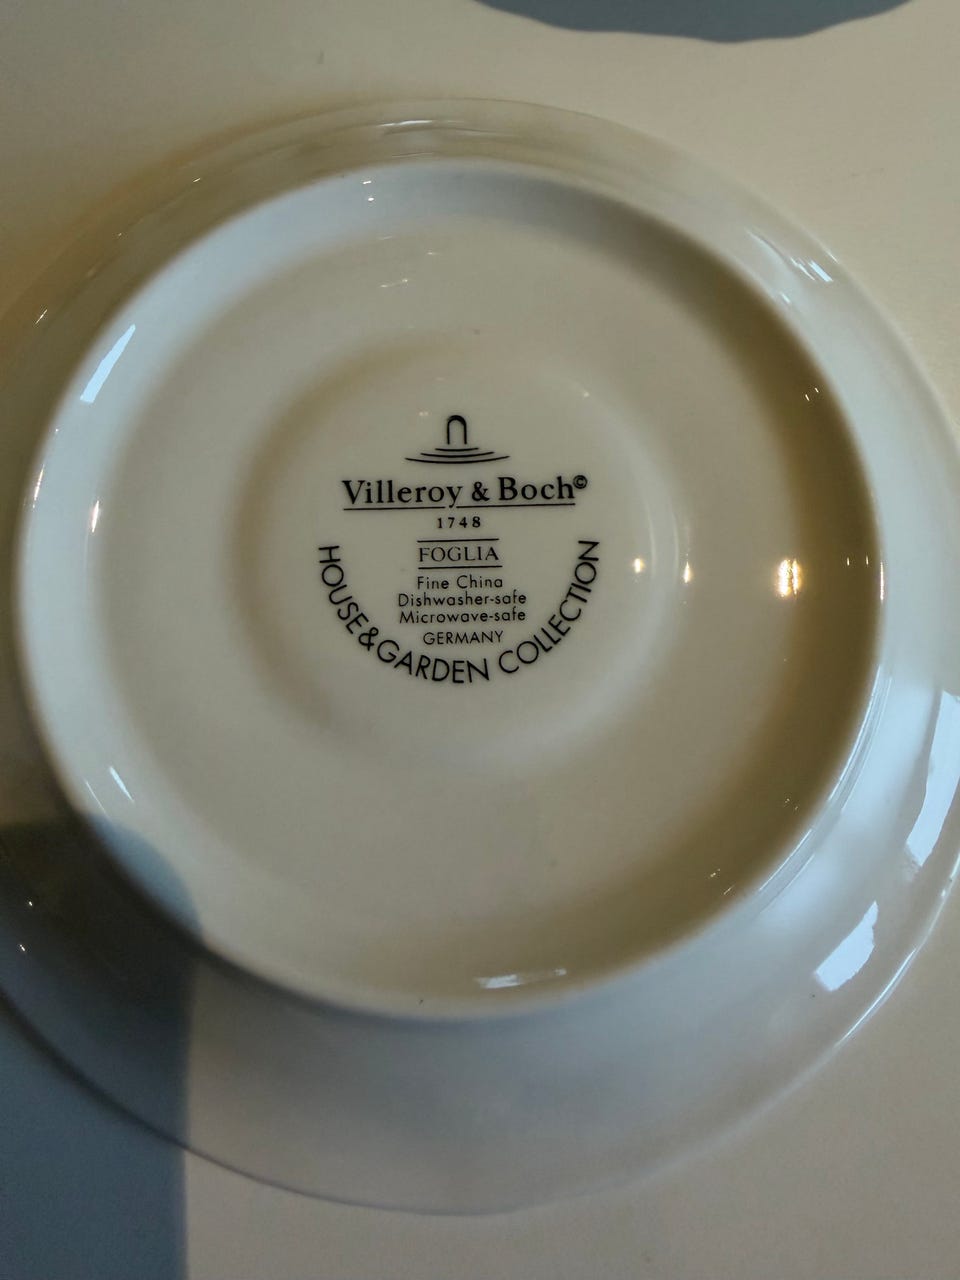 Villeroy & Boch©
1748
FOGLIA
Fine China
Dishwasher-safe
Microwave-safe
GERMANY
HOUSE&GARDEN COLLECTION